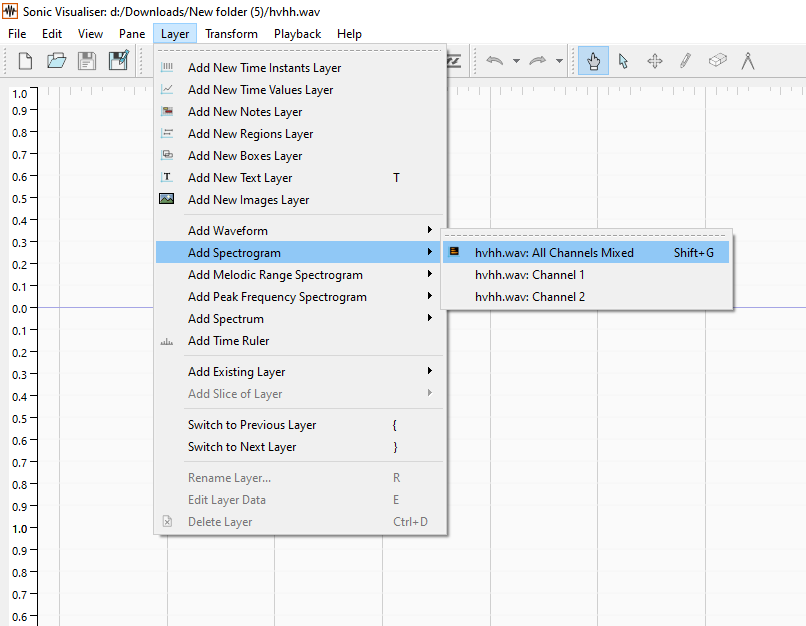 Sonic Visualiser: d:/Downloads/New folder (5)/hvhh.wav
File Edit View Pane Layer Transform Playback Help
Add New Time Instants Layer
Add New Time Values Layer
Add New Notes Layer
Add New Regions Layer
Add New Boxes Layer
T Add New Text Layer T
Add New Images Layer
Add Waveform
Add Spectrogram
Add Melodic Range Spectrogram
Add Peak Frequency Spectrogram
Add Spectrum
Add Time Ruler
Add Existing Layer
Add Slice of Layer
Switch to Previous Layer {
Switch to Next Layer }
Rename Layer... R
Edit Layer Data E
Delete Layer Ctrl+D
hvhh.wav: All Channels Mixed Shift+G
hvhh.wav: Channel 1
hvhh.wav: Channel 2
1.0
0.9
0.8
0.7
0.6
0.5
0.4
0.3
0.2
0.1
0.0
0.1
0.2
0.3
0.4
0.5
0.6
0.7
0.8
0.9
1.0
0.9
0.8
0.7
0.6